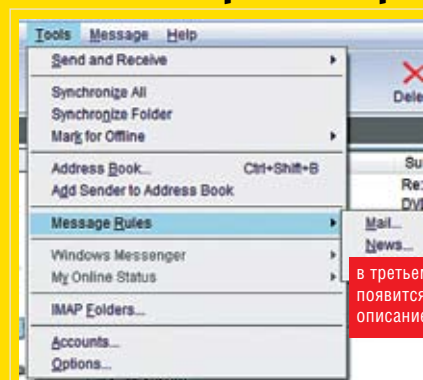 Tools Message Help
Send and Receive
Synchronize All
Synchronize Folder
Mark for Offline
Address Book... Ctrl+Shift+B
Add Sender to Address Book
Message Rules
Windows Messenger
My Online Status
IMAP Folders...
Accounts...
Options...
Dele
Su
Re:
DVD
Mail...
News...
в третьем
появится
описание